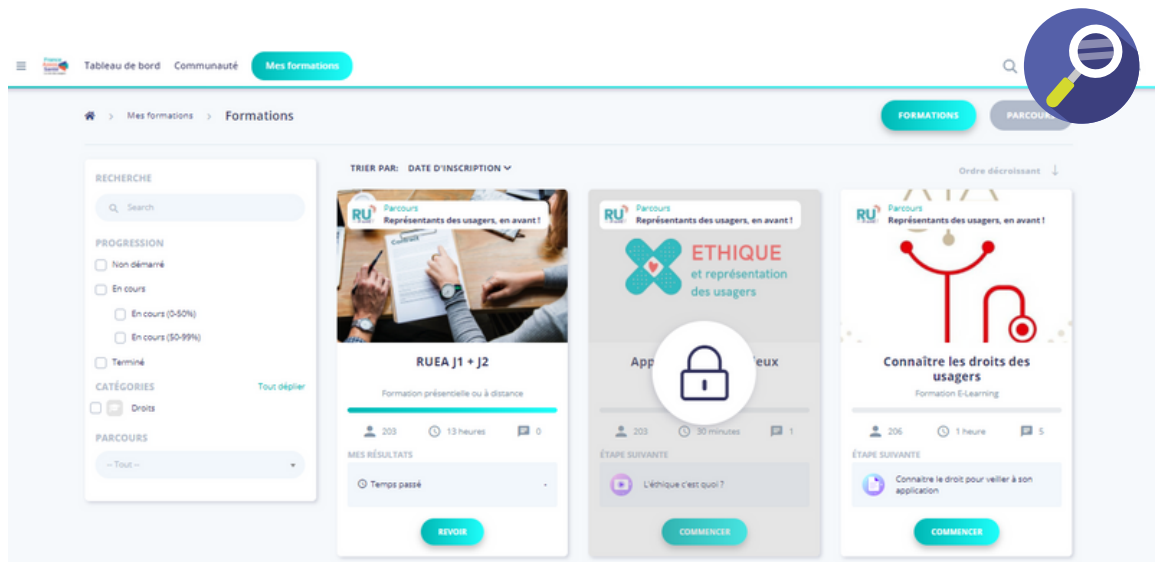 Tableau de bord
Communauté
Mes formations
Mes formations
Formations
FORMATIONS
RECHERCHE
Search
PROGRESSION
Non démarré
En cours
En cours (0-50%)
En cours (50-99%)
Terminé
CATÉGORIES
Tout déplier
Droits
PARCOURS
-- Tout --
TRIER PAR: DATE D'INSCRIPTION
Ordre décroissant
RU
Parcours
Représentants des usagers, en avant !
Contract
RUEA J1 + J2
Formation présentielle ou à distance
203
13 heures
0
MES RÉSULTATS
Temps passé
-
REVOIR
RU
Parcours
Représentants des usagers, en avant !
ETHIQUE
et représentation
des usagers
203
30 minutes
1
ÉTAPE SUIVANTE
L'éthique c'est quoi ?
COMMENCER
RU
Parcours
Représentants des usagers, en avant !
Connaître les droits des
usagers
Formation E-Learning
206
1 heure
5
ÉTAPE SUIVANTE
Connaitre le droit pour veiller à son
application
COMMENCER